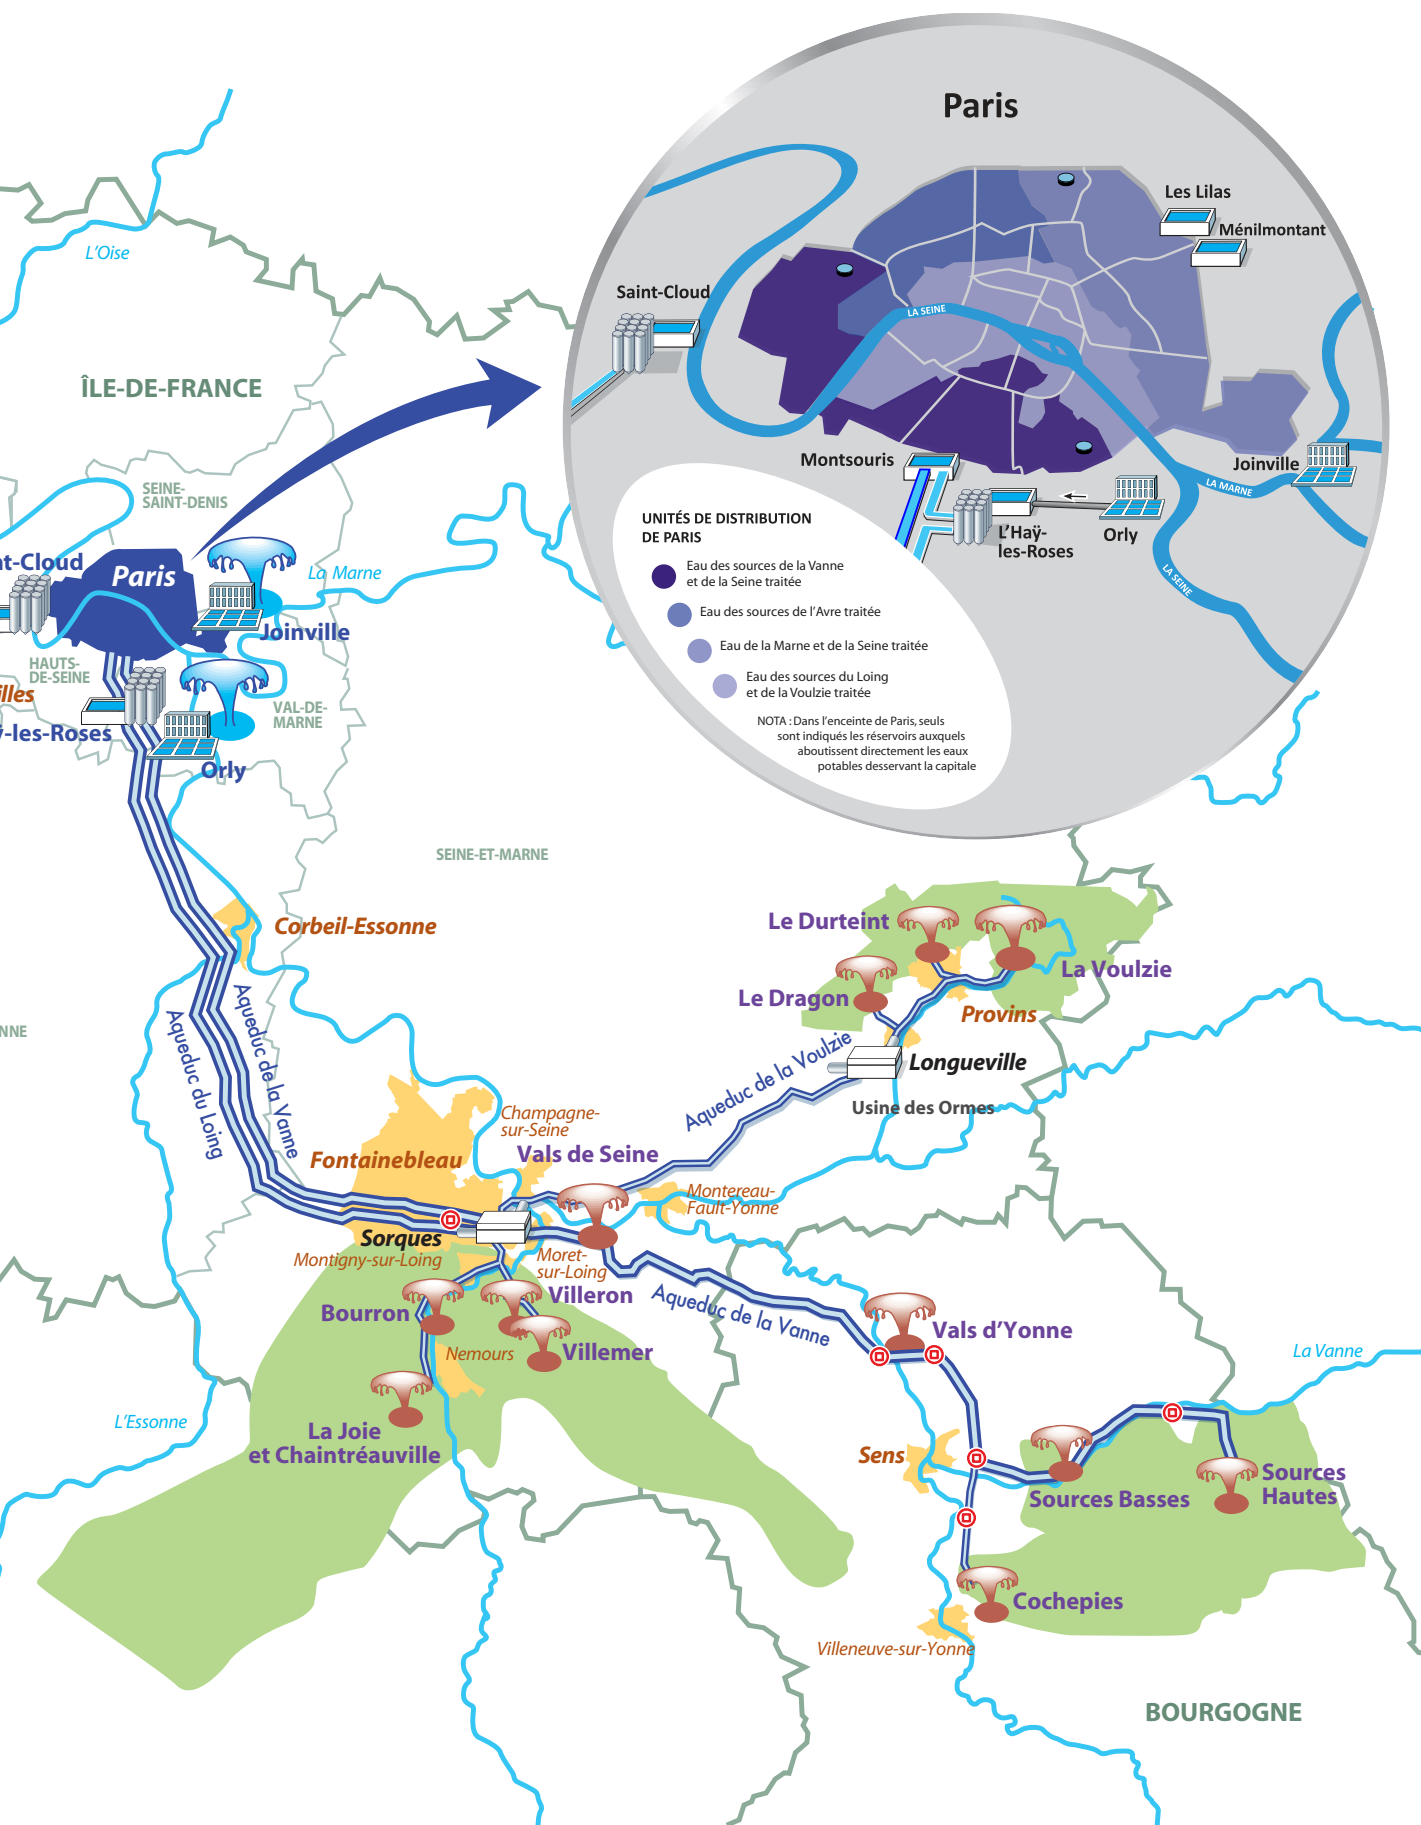 Paris
Les Lilas
Ménilmontant
L'Oise
Saint-Cloud
LA SEINE
ÎLE-DE-FRANCE
Montsouris
Joinville
LA MARNE
SEINE-
SAINT-DENIS
L'Haÿ-
les-Roses
Orly
LA SEINE
UNITÉS DE DISTRIBUTION
DE PARIS
Eau des sources de la Vanne
et de la Seine traitée
Eau des sources de l'Avre traitée
Eau de la Marne et de la Seine traitée
Eau des sources du Loing
et de la Voulzie traitée
NOTA : Dans l'enceinte de Paris, seuls
sont indiqués les réservoirs auxquels
aboutissent directement les eaux
potables desservant la capitale
nt-Cloud
Paris
La Marne
Joinville
HAUTS-
DE-SEINE
illes
VAL-DE-
MARNE
ÿ-les-Roses
Orly
SEINE-ET-MARNE
Corbeil-Essonne
Le Durteint
La Voulzie
Le Dragon
Provins
NNE
Aqueduc du Loing
Aqueduc de la Vanne
Aqueduc de la Voulzie
Longueville
Usine des Ormes
Champagne-
sur-Seine
Fontainebleau
Vals de Seine
Montereau-
Fault-Yonne
Sorques
Montigny-sur-Loing
Moret-
sur-Loing
Bourron
Villeron
Aqueduc de la Vanne
Vals d'Yonne
Nemours
Villemer
La Vanne
L'Essonne
La Joie
et Chaintréauville
Sens
Sources Basses
Sources
Hautes
Cochepies
Villeneuve-sur-Yonne
BOURGOGNE